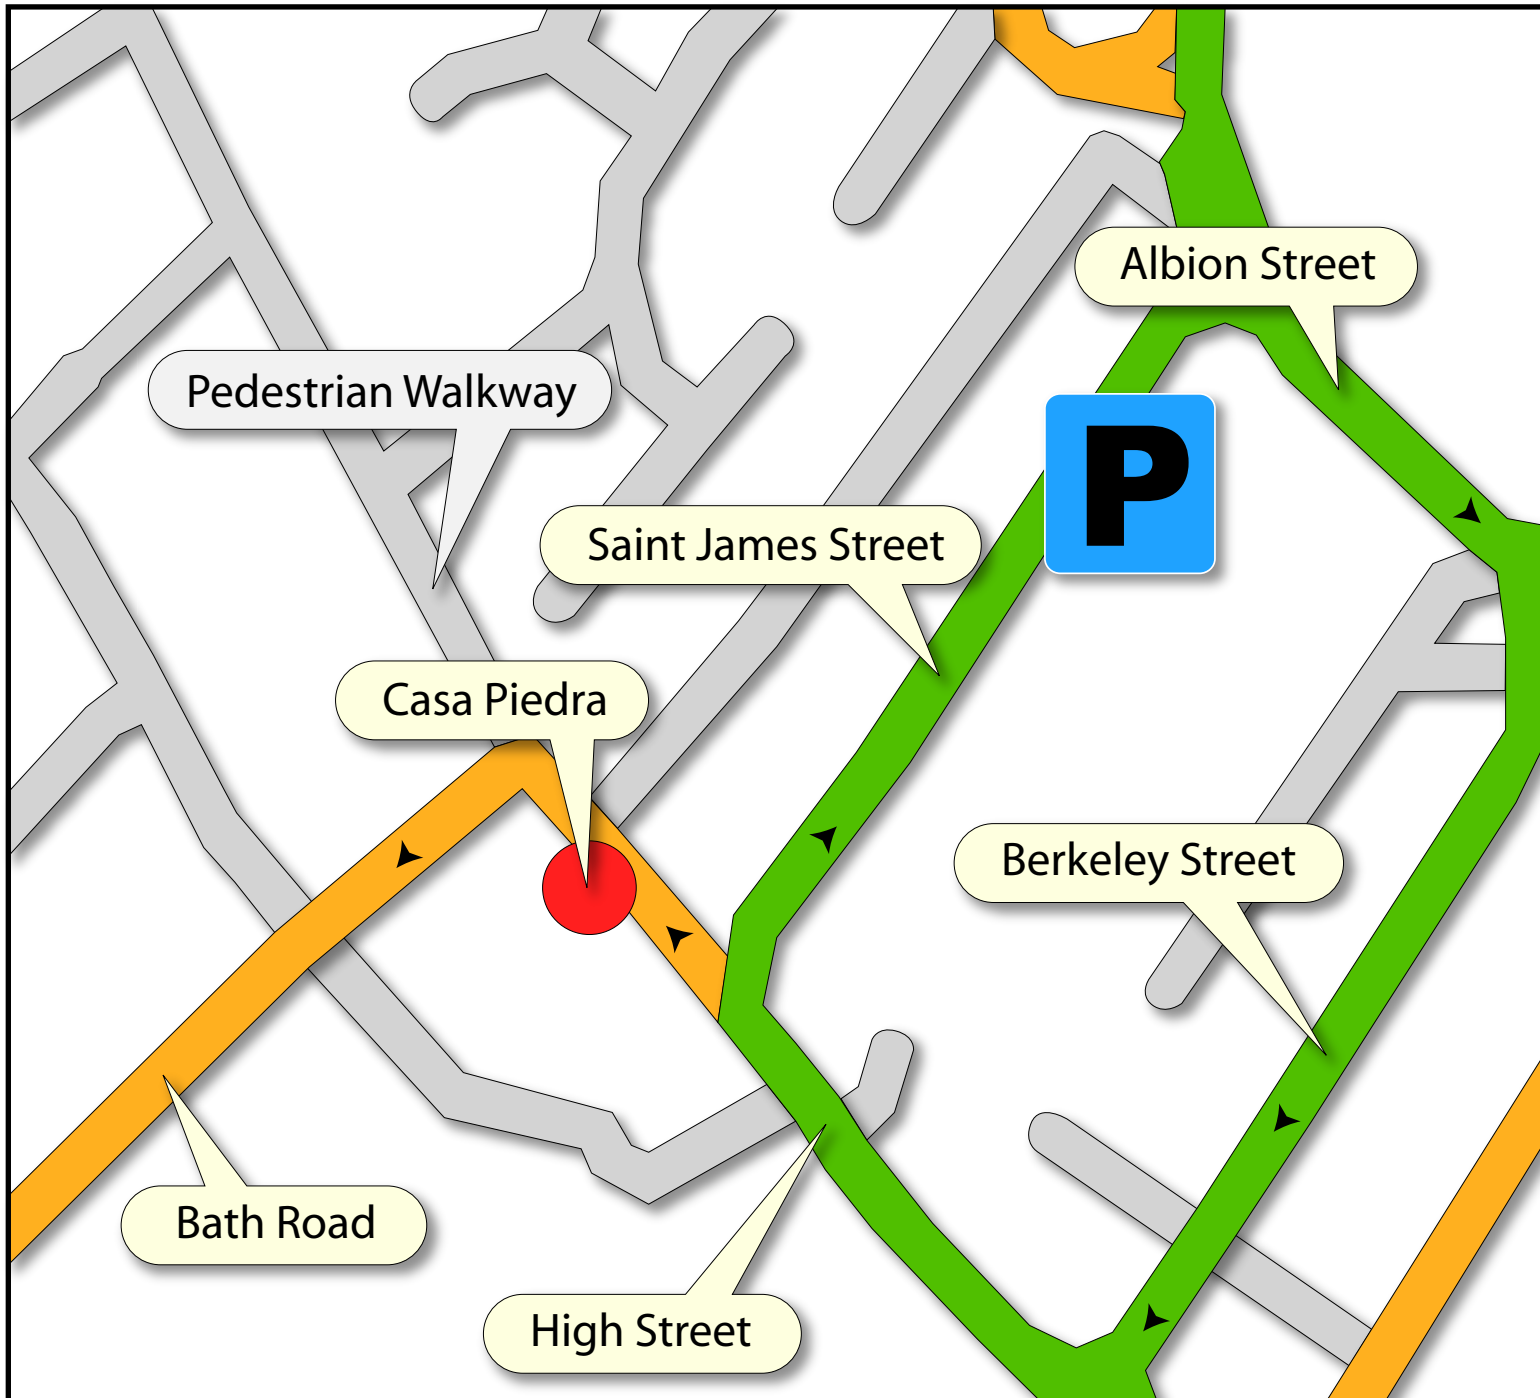 Albion Street
Pedestrian Walkway
P
Saint James Street
Casa Piedra
Berkeley Street
Bath Road
High Street